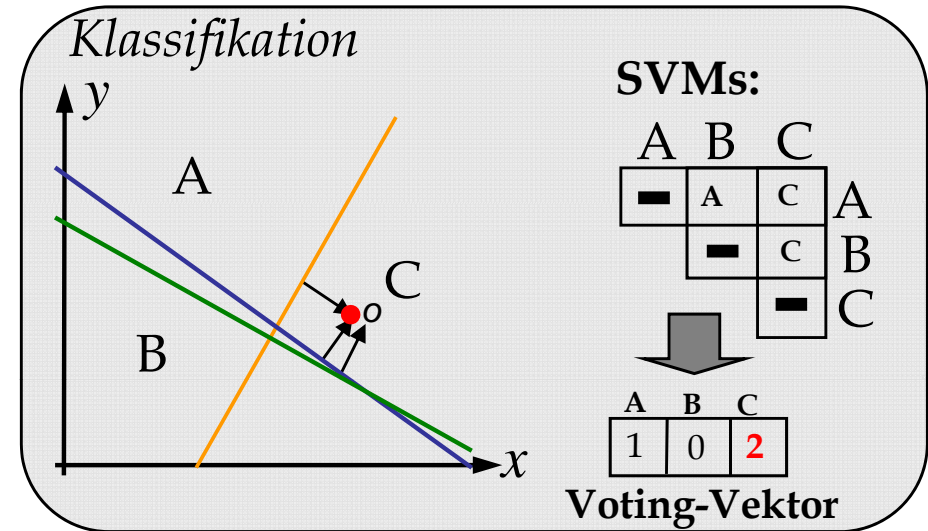 Klassifikation
y
A
C
o
B
x
SVMs:
A B C
A C A
C B
C
A B C
1 0 2
Voting-Vektor